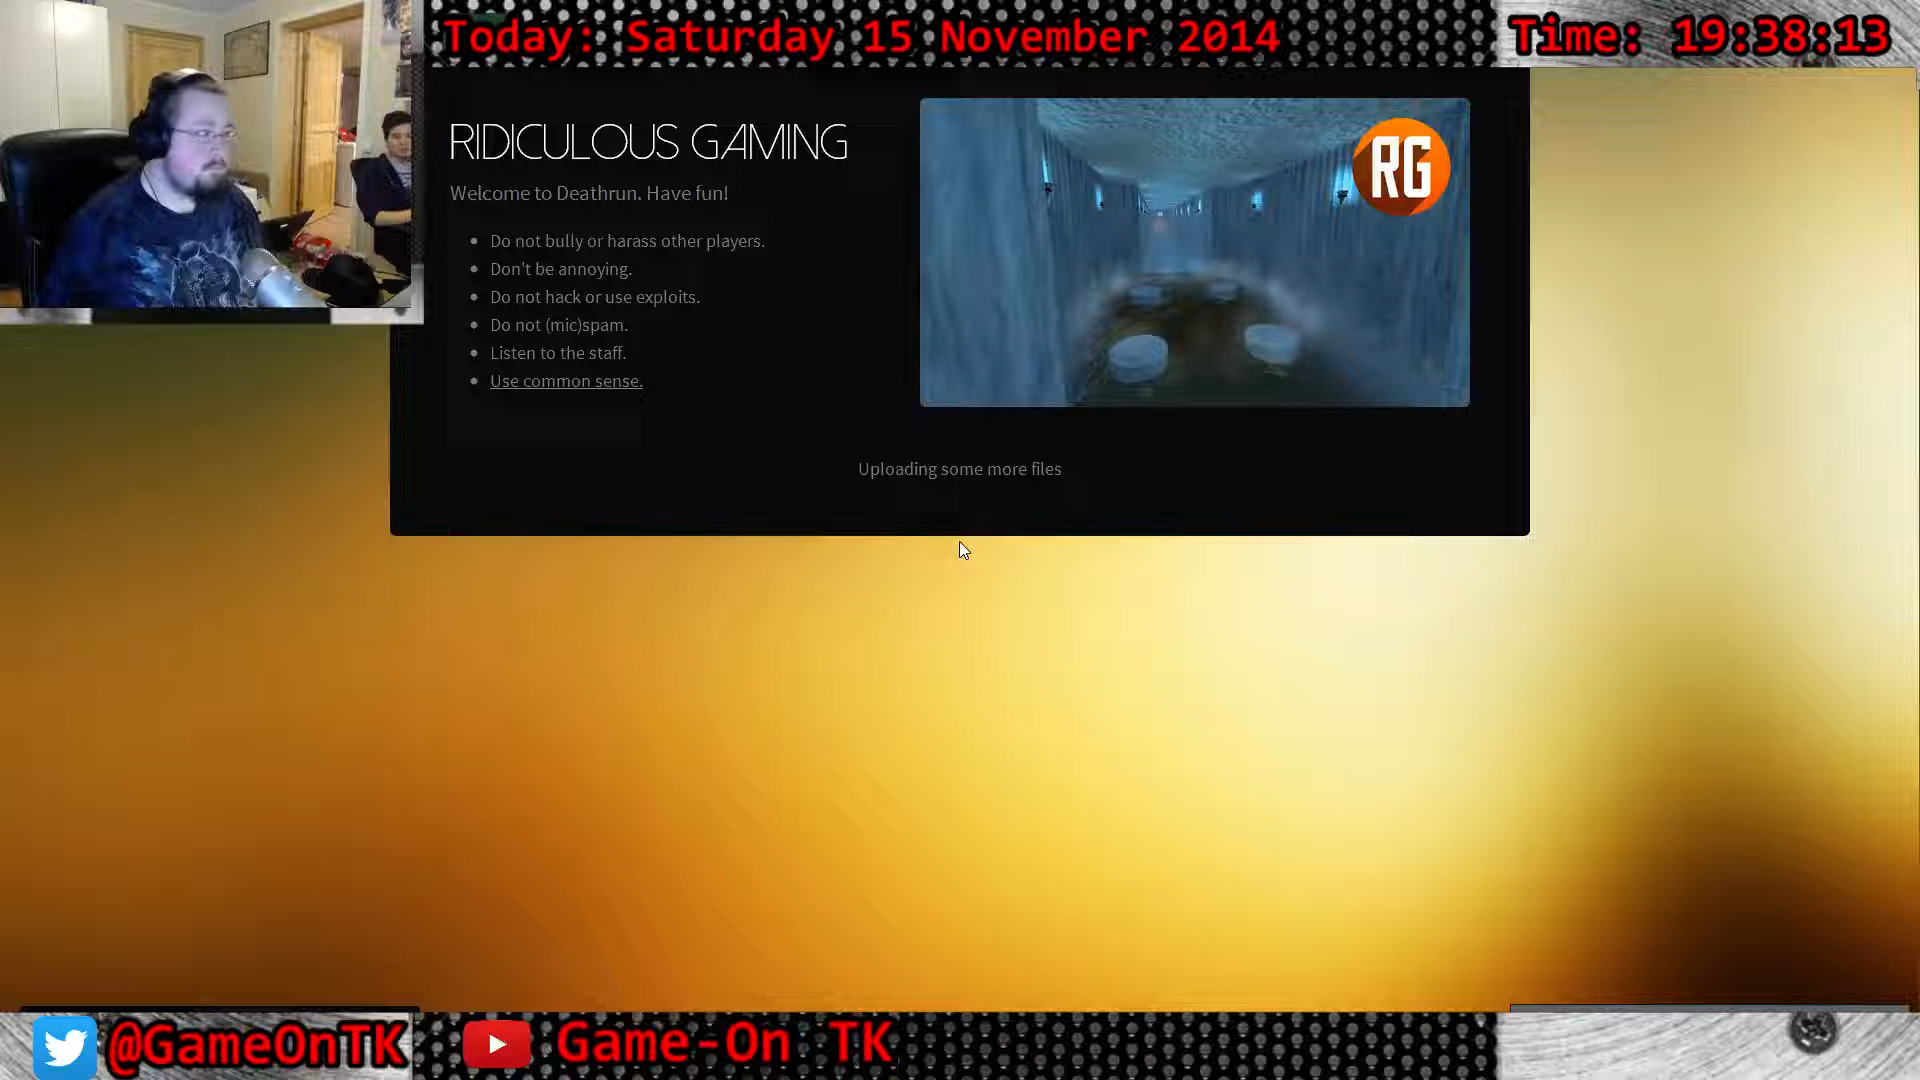 Today: Saturday 15 November 2014
Time: 19:38:13
RIDICULOUS GAMING
RG
Welcome to Deathrun. Have fun!
Do not bully or harass other players.
Don't be annoying.
Do not hack or use exploits.
Do not (mic)spam.
Listen to the staff.
Use common sense.
Uploading some more files
@GameOnTK
Game-On TK